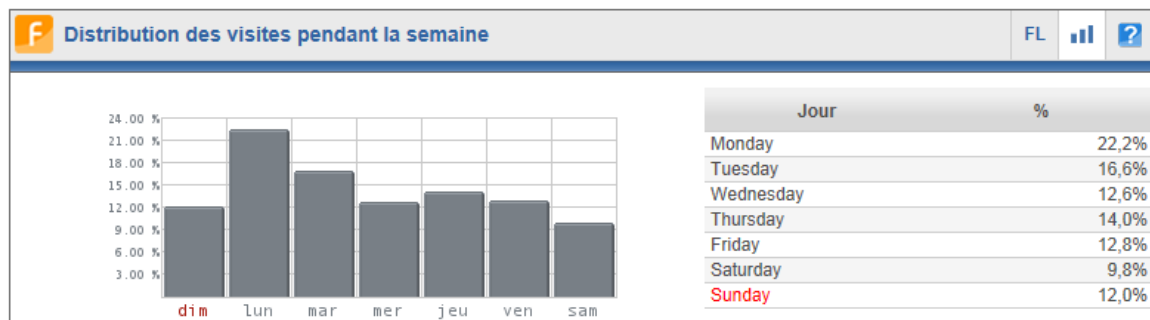 F Distribution des visites pendant la semaine FL ?
24.00 %
21.00 %
18.00 %
15.00 %
12.00 %
9.00 %
6.00 %
3.00 %
dim lun mar mer jeu ven sam
Jour %
Monday 22,2%
Tuesday 16,6%
Wednesday 12,6%
Thursday 14,0%
Friday 12,8%
Saturday 9,8%
Sunday 12,0%